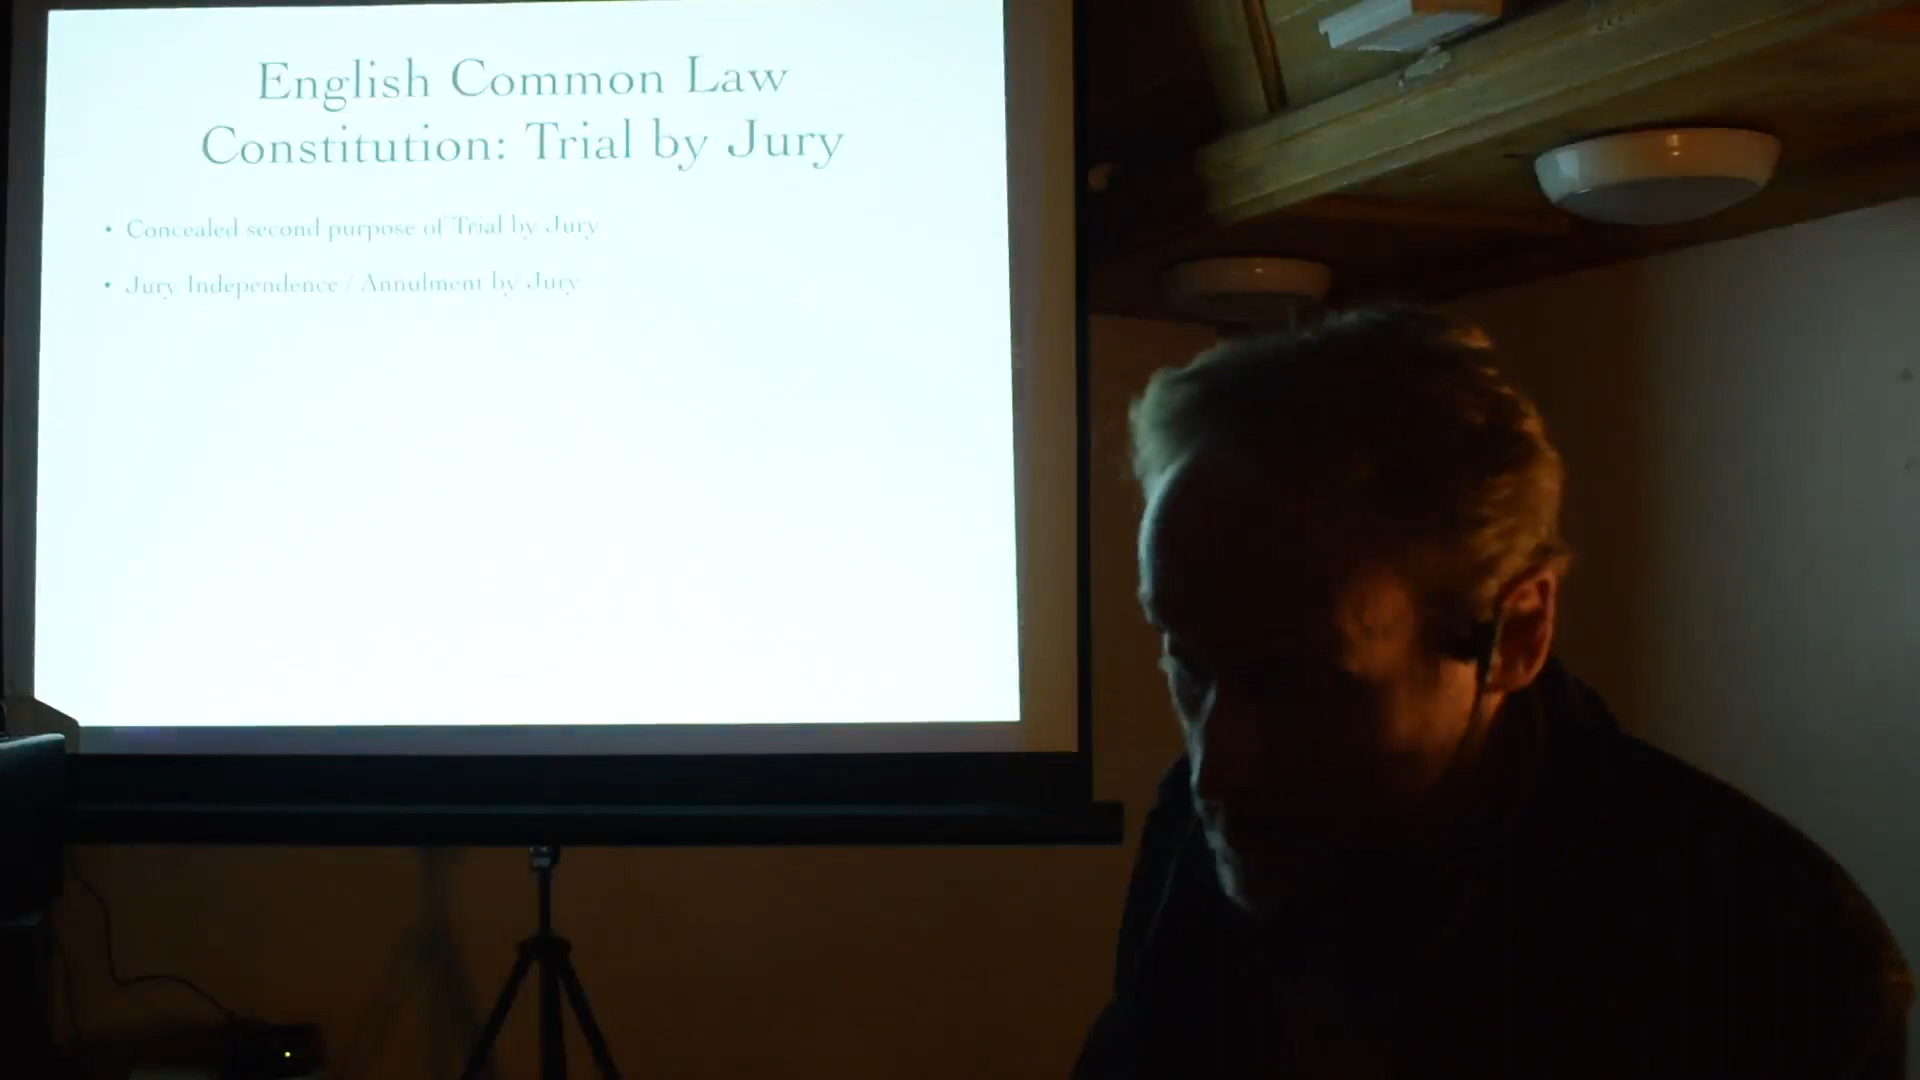 English Common Law
Constitution: Trial by Jury
• Concealed second purpose of Trial by Jury
• Jury Independence / Annulment by Jury